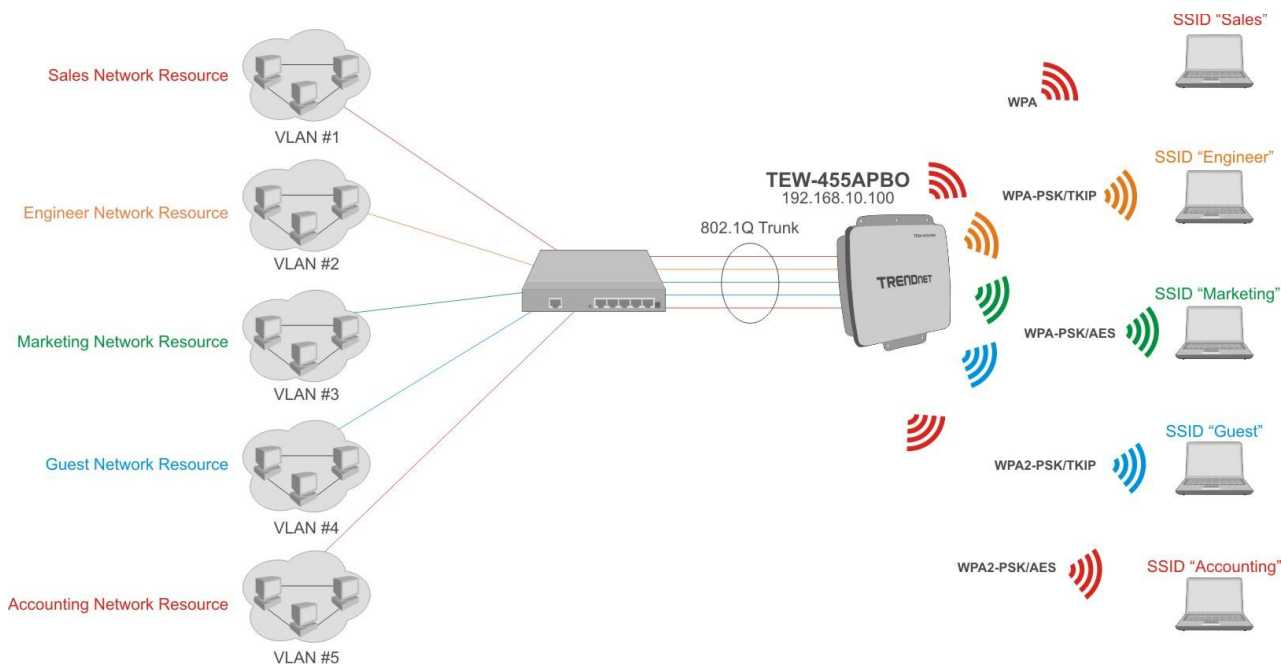 Sales Network Resource
VLAN #1
Engineer Network Resource
VLAN #2
Marketing Network Resource
VLAN #3
Guest Network Resource
VLAN #4
Accounting Network Resource
VLAN #5
802.1Q Trunk
TEW-455APBO
192.168.10.100
TRENDNET
WPA
SSID “Sales”
WPA-PSK/TKIP
SSID “Engineer”
WPA-PSK/AES
SSID “Marketing”
WPA2-PSK/TKIP
SSID “Guest”
WPA2-PSK/AES
SSID “Accounting”